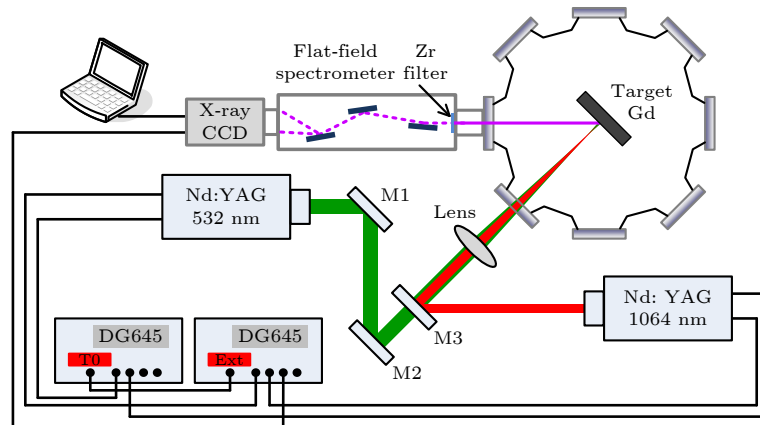 Flat-field
spectrometer
Zr
filter
Target
Gd
X-ray
CCD
Nd:YAG
532 nm
M1
Lens
Nd: YAG
1064 nm
M3
M2
DG645
T0
DG645
Ext